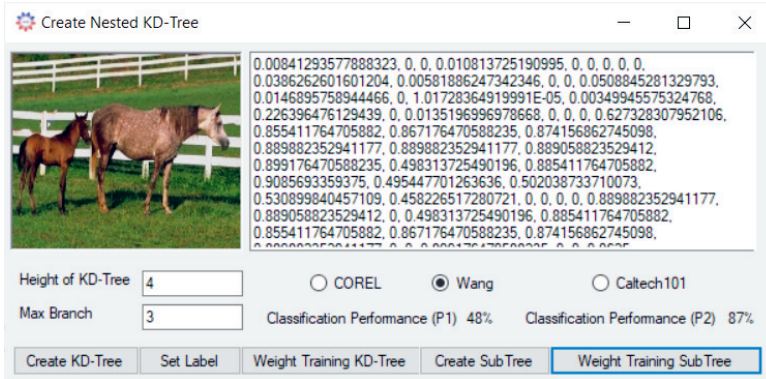 Create Nested KD-Tree
0.00841293577888323, 0, 0, 0.010813725190995, 0, 0, 0, 0, 0,
0.0386262601601204, 0.00581886247342346, 0, 0, 0.0508845281329793,
0.0146895758944466, 0, 1.01728364919991E-05, 0.00349945575324768,
0.226396476129439, 0, 0.0135196996978668, 0, 0, 0, 0.627328307952106,
0.855411764705882, 0.867176470588235, 0.874156862745098,
0.889882352941177, 0.889882352941177, 0.889058823529412,
0.899176470588235, 0.498313725490196, 0.885411764705882,
0.9085693359375, 0.495447701263636, 0.502038733710073,
0.530899840457109, 0.458226517280721, 0, 0, 0, 0, 0.889882352941177,
0.889058823529412, 0, 0.498313725490196, 0.885411764705882,
0.855411764705882, 0.867176470588235, 0.874156862745098,
Height of KD-Tree 4 COREL Wang Caltech101
Max Branch 3 Classification Performance (P1) 48% Classification Performance (P2) 87%
Create KD-Tree Set Label Weight Training KD-Tree Create SubTree Weight Training SubTree